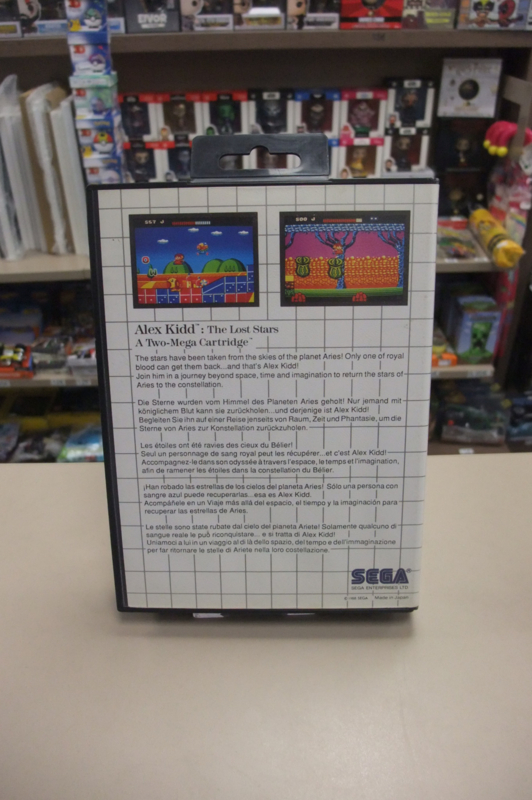 Alex Kidd™: The Lost Stars
A Two-Mega Cartridge™
The stars have been taken from the skies of the planet Aries! Only one of royal
blood can get them back...and that's Alex Kidd!
Join him in a journey beyond space, time and imagination to return the stars of
Aries to the constellation.
Die Sterne wurden vom Himmel des Planeten Aries geholt! Nur jemand mit
königlichem Blut kann sie zurückholen...und derjenige ist Alex Kidd!
Begleiten Sie ihn auf einer Reise jenseits von Raum, Zeit und Phantasie, um die
Sterne von Aries zur Konstellation zurückzuholen.
Les étoiles ont été ravies des cieux du Bélier!
Seul un personnage de sang royal peut les récupérer...et c'est Alex Kidd!
Accompagnez-le dans son odyssée à travers l'espace, le temps et l'imagination,
afin de ramener les étoiles dans la constellation du Bélier.
¡Han robado las estrellas de los cielos del planeta Aries! Sólo una persona con
sangre azul puede recuperarlas...esa es Alex Kidd.
Acompáñele en un Viaje más allá del espacio, el tiempo y la imaginación para
recuperar las estrellas de Aries.
Le stelle sono state rubate dal cielo del pianeta Ariete! Solamente qualcuno di
sangue reale le può riconquistare... e si tratta di Alex Kidd!
Uniamoci a lui in un viaggio al di là dello spazio, del tempo e dell'immaginazione
per far ritornare le stelle di Ariete nella loro costellazione.
SEGA®
SEGA ENTERPRISES LTD.
Made in Japan